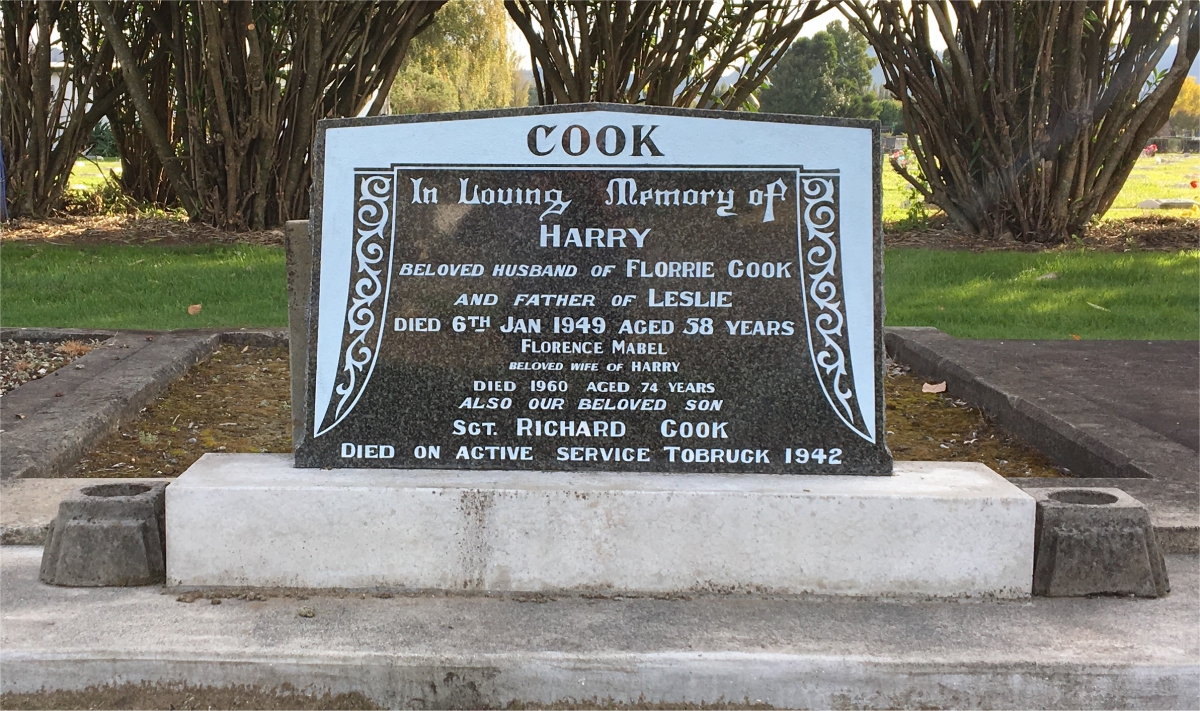 COOK
In Loving Memory of
HARRY
BELOVED HUSBAND OF FLORRIE COOK
AND FATHER OF LESLIE
DIED 6TH JAN 1949 AGED 58 YEARS
FLORENCE MABEL
BELOVED WIFE OF HARRY
DIED 1960 AGED 74 YEARS
ALSO OUR BELOVED SON
SGT. RICHARD COOK
DIED ON ACTIVE SERVICE TOBRUCK 1942